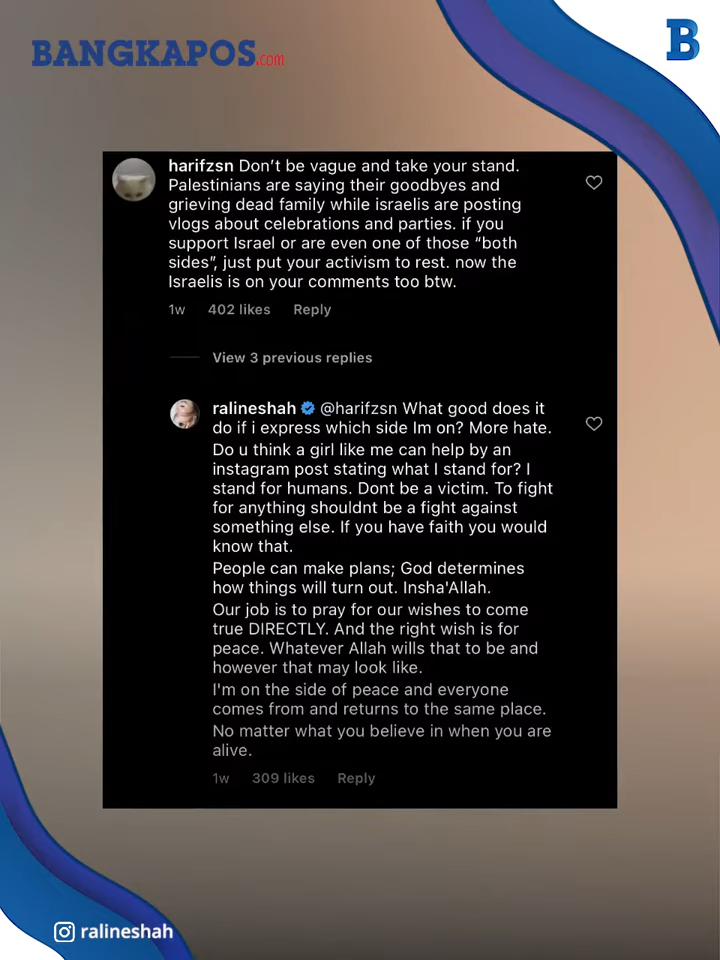 BANGKAPOS.com
B
harifzsn Don't be vague and take your stand.
Palestinians are saying their goodbyes and
grieving dead family while israelis are posting
vlogs about celebrations and parties. if you
support Israel or are even one of those “both
sides”, just put your activism to rest. now the
Israelis is on your comments too btw.
1w 402 likes Reply
View 3 previous replies
ralineshah @harifzsn What good does it
do if i express which side Im on? More hate.
Do u think a girl like me can help by an
instagram post stating what I stand for? I
stand for humans. Dont be a victim. To fight
for anything shouldnt be a fight against
something else. If you have faith you would
know that.
People can make plans; God determines
how things will turn out. Insha'Allah.
Our job is to pray for our wishes to come
true DIRECTLY. And the right wish is for
peace. Whatever Allah wills that to be and
however that may look like.
I'm on the side of peace and everyone
comes from and returns to the same place.
No matter what you believe in when you are
alive.
1w 309 likes Reply
ralineshah